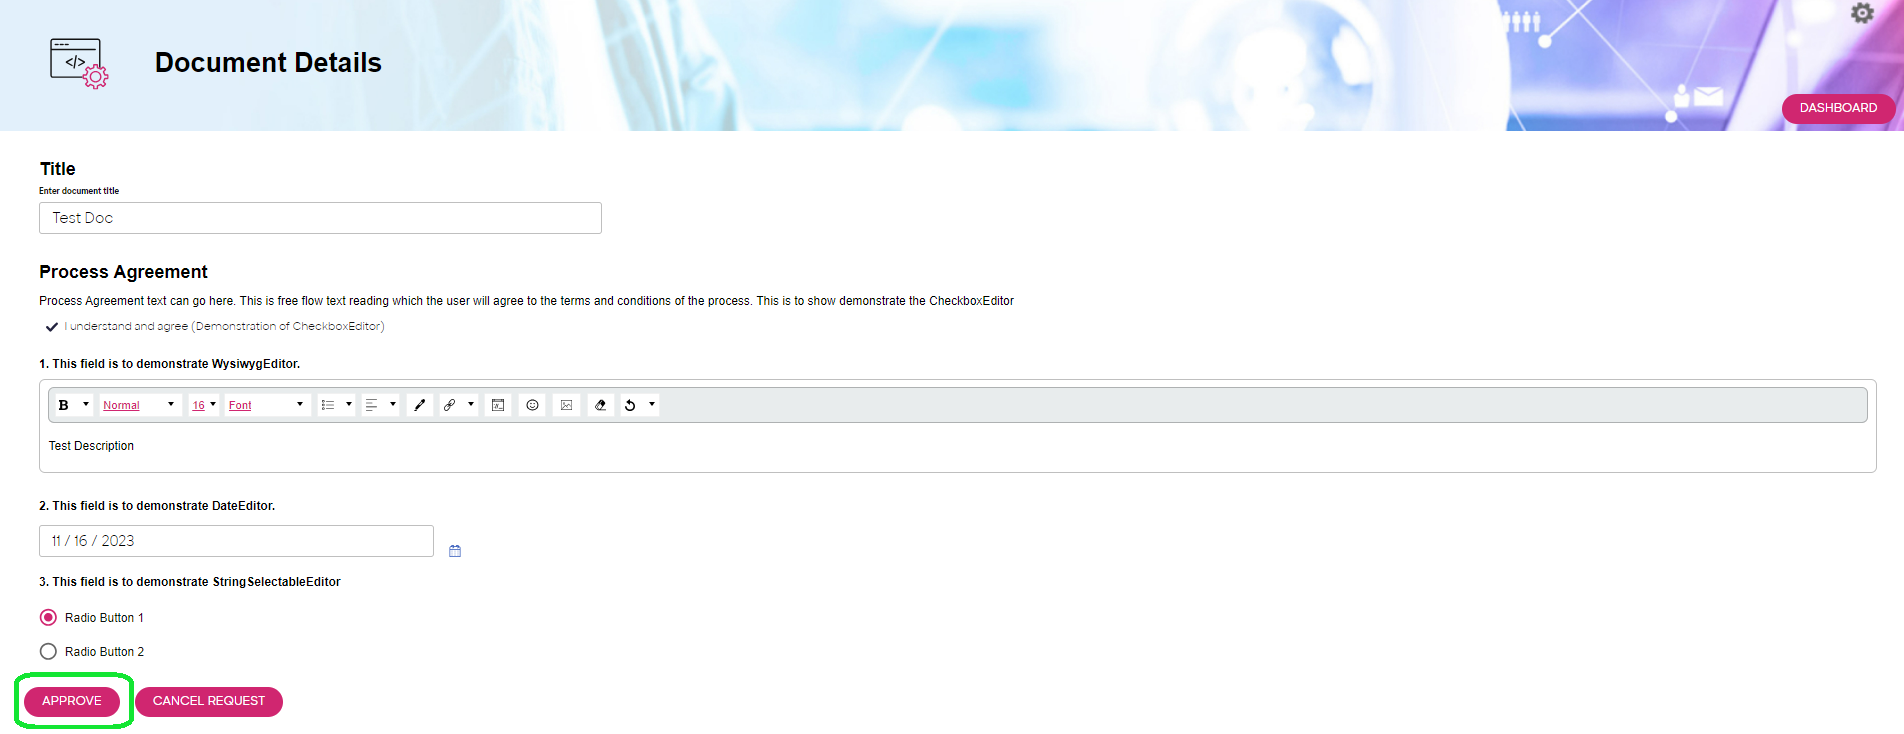 Document Details
DASHBOARD
Title
Enter document title
Test Doc
Process Agreement
Process Agreement text can go here. This is free flow text reading which the user will agree to the terms and conditions of the process. This is to show demonstrate the CheckboxEditor
I understand and agree (Demonstration of CheckboxEditor)
1. This field is to demonstrate WysiwygEditor.
B Normal 16 Font
Test Description
2. This field is to demonstrate DateEditor.
11 / 16 / 2023
3. This field is to demonstrate StringSelectableEditor
Radio Button 1
Radio Button 2
APPROVE CANCEL REQUEST